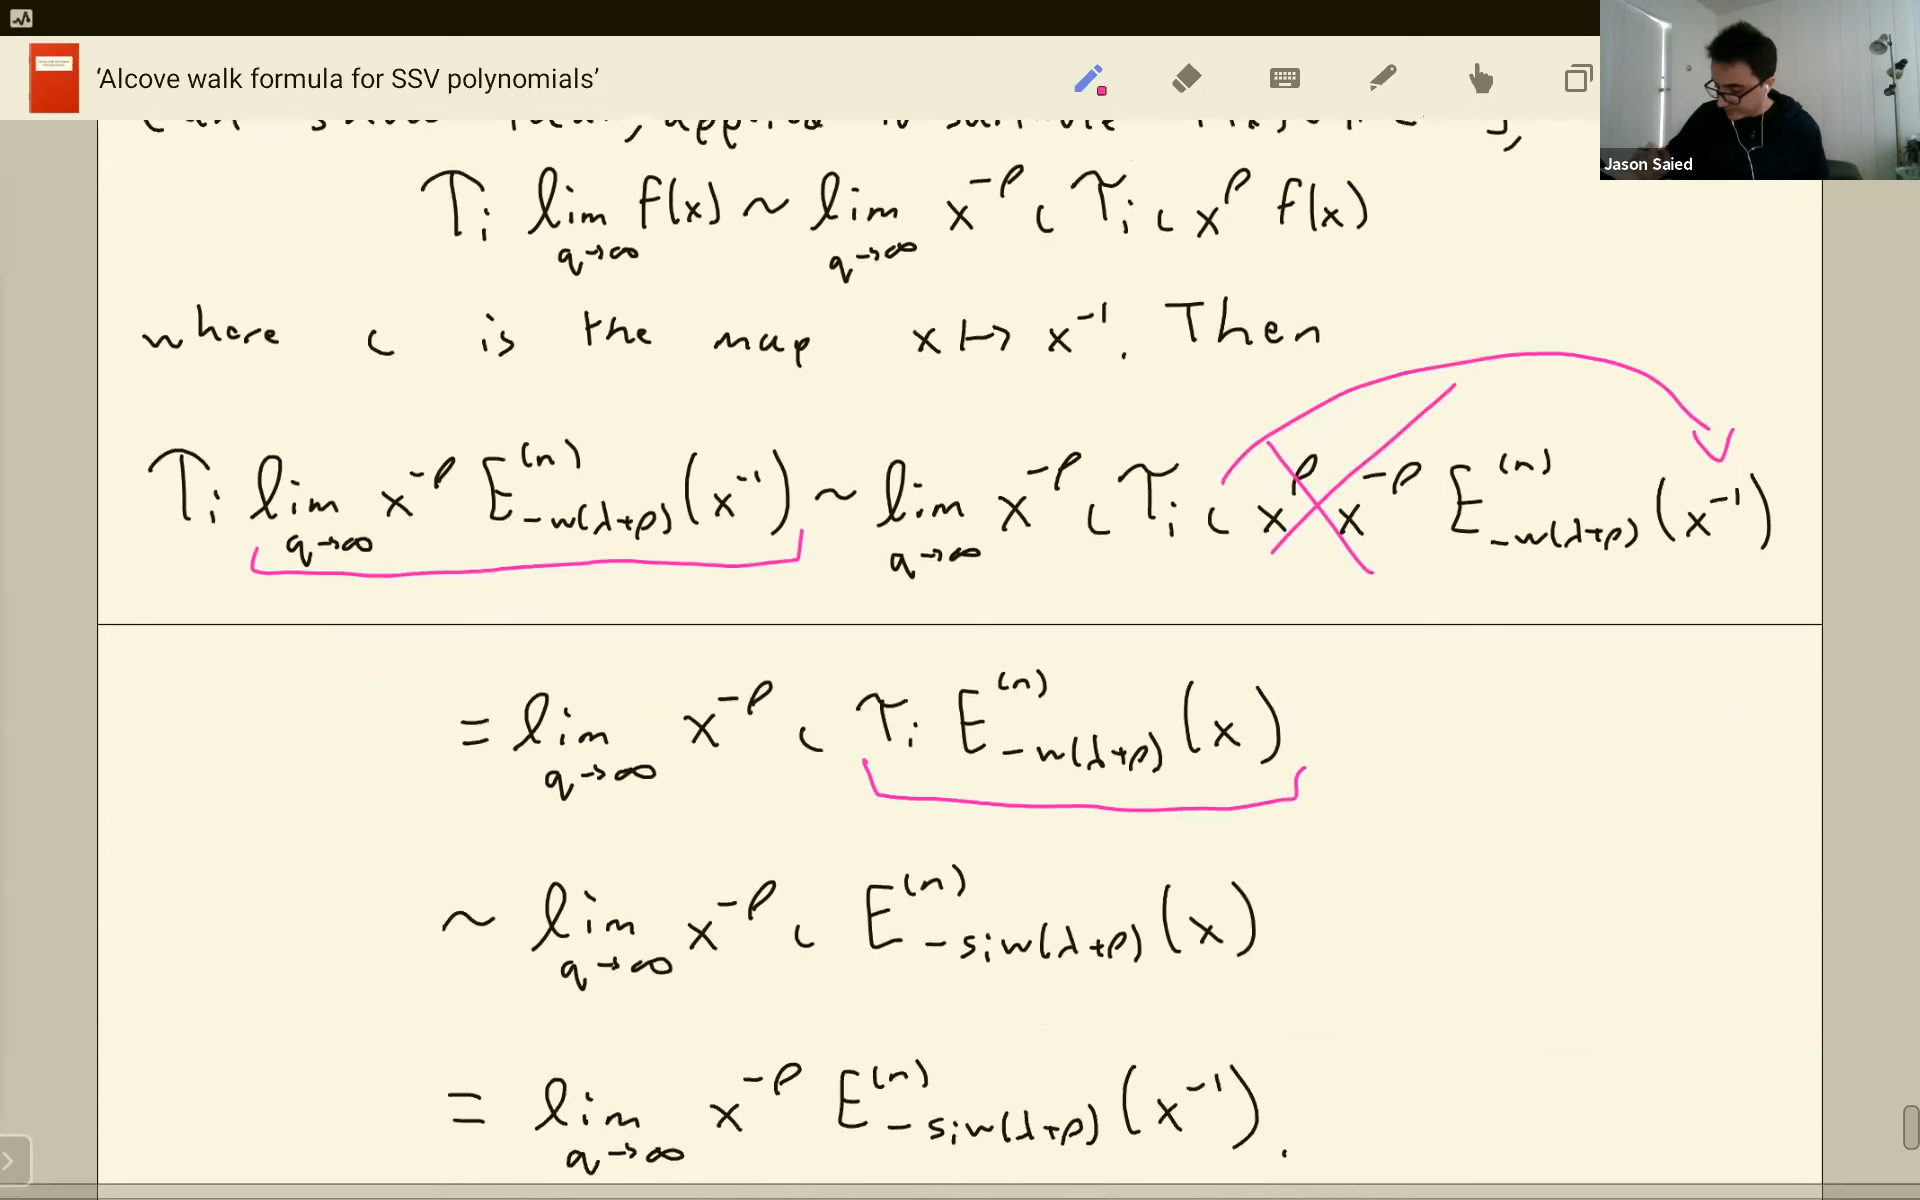 ‘Alcove walk formula for SSV polynomials’
Jason Saied
T_i lim_{q→∞} f(x) ~ lim_{q→∞} x^{-ρ} ι 𝒯_i ι x^ρ f(x)
where ι is the map x ↦ x^{-1}. Then
T_i lim_{q→∞} x^{-ρ} E^{(n)}_{-w(λ+ρ)}(x^{-1}) ~ lim_{q→∞} x^{-ρ} ι 𝒯_i ι x^ρ x^{-ρ} E^{(n)}_{-w(λ+ρ)}(x^{-1})
= lim_{q→∞} x^{-ρ} ι 𝒯_i E^{(n)}_{-w(λ+ρ)}(x)
~ lim_{q→∞} x^{-ρ} ι E^{(n)}_{-s_i w(λ+ρ)}(x)
= lim_{q→∞} x^{-ρ} E^{(n)}_{-s_i w(λ+ρ)}(x^{-1}).